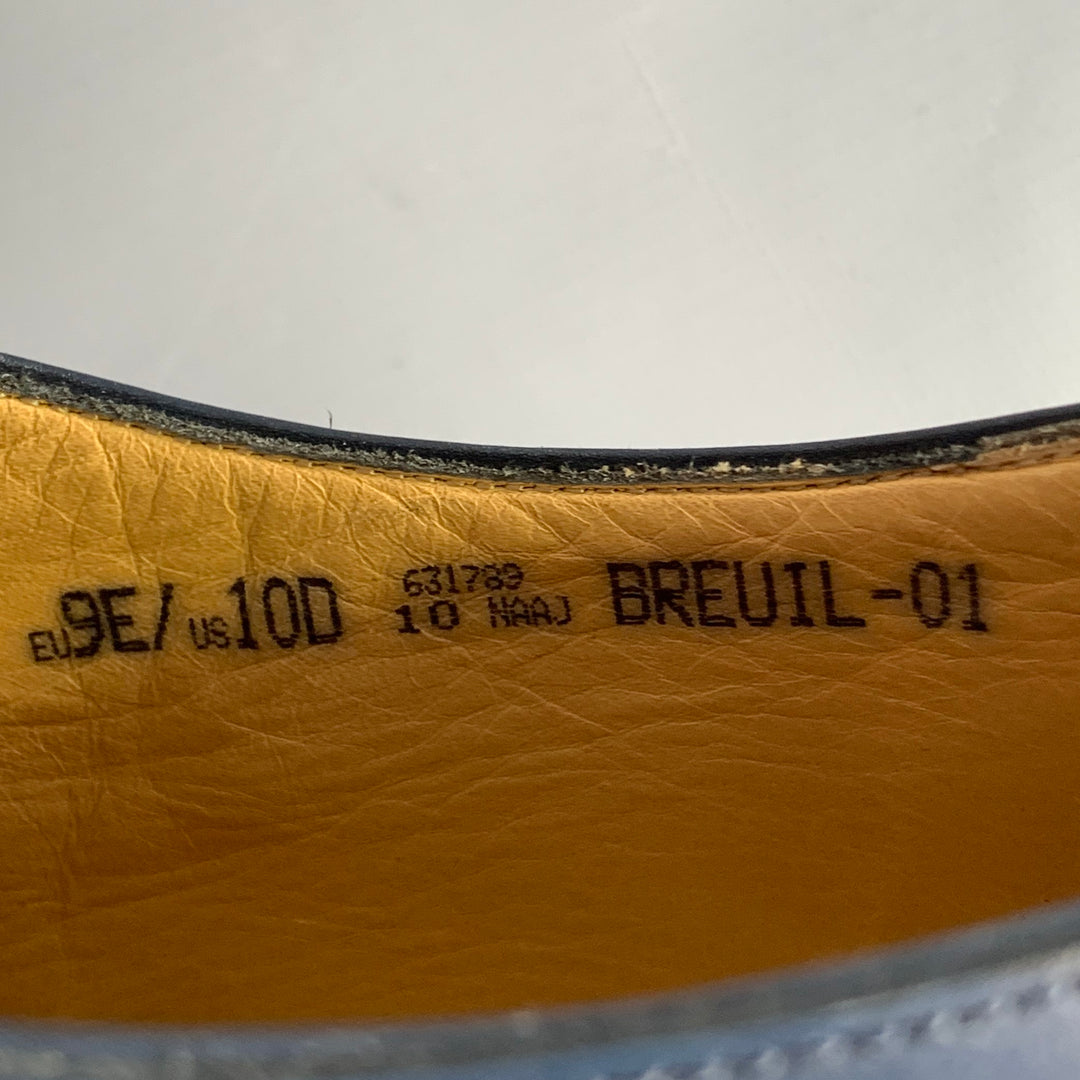 EU9E/ US10D
631789
10 NAAJ
BREUIL-01